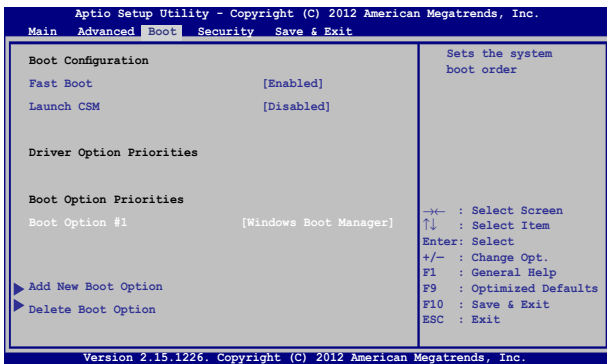 Aptio Setup Utility - Copyright (C) 2012 American Megatrends, Inc.
Main Advanced Boot Security Save & Exit
Boot Configuration
Fast Boot [Enabled]
Launch CSM [Disabled]
Driver Option Priorities
Boot Option Priorities
Boot Option #1 [Windows Boot Manager]
Add New Boot Option
Delete Boot Option
Sets the system
boot order
→← : Select Screen
↑↓ : Select Item
Enter: Select
+/— : Change Opt.
F1 : General Help
F9 : Optimized Defaults
F10 : Save & Exit
ESC : Exit
Version 2.15.1226. Copyright (C) 2012 American Megatrends, Inc.